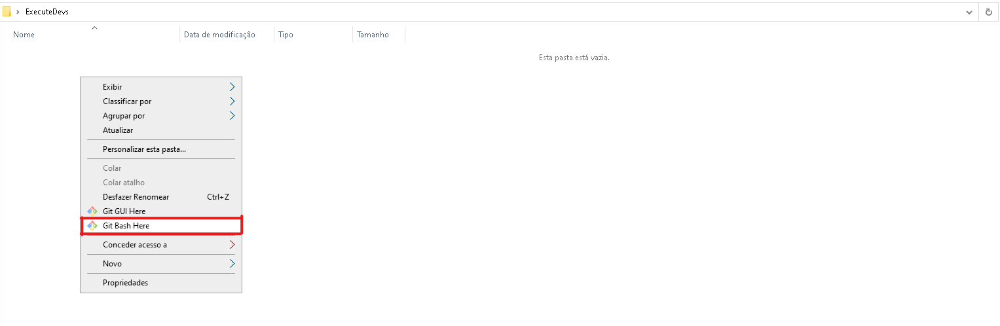 ExecuteDevs
Nome Data de modificação Tipo Tamanho
Esta pasta está vazia.
Exibir
Classificar por
Agrupar por
Atualizar
Personalizar esta pasta...
Colar
Colar atalho
Desfazer Renomear Ctrl+Z
Git GUI Here
Git Bash Here
Conceder acesso a
Novo
Propriedades